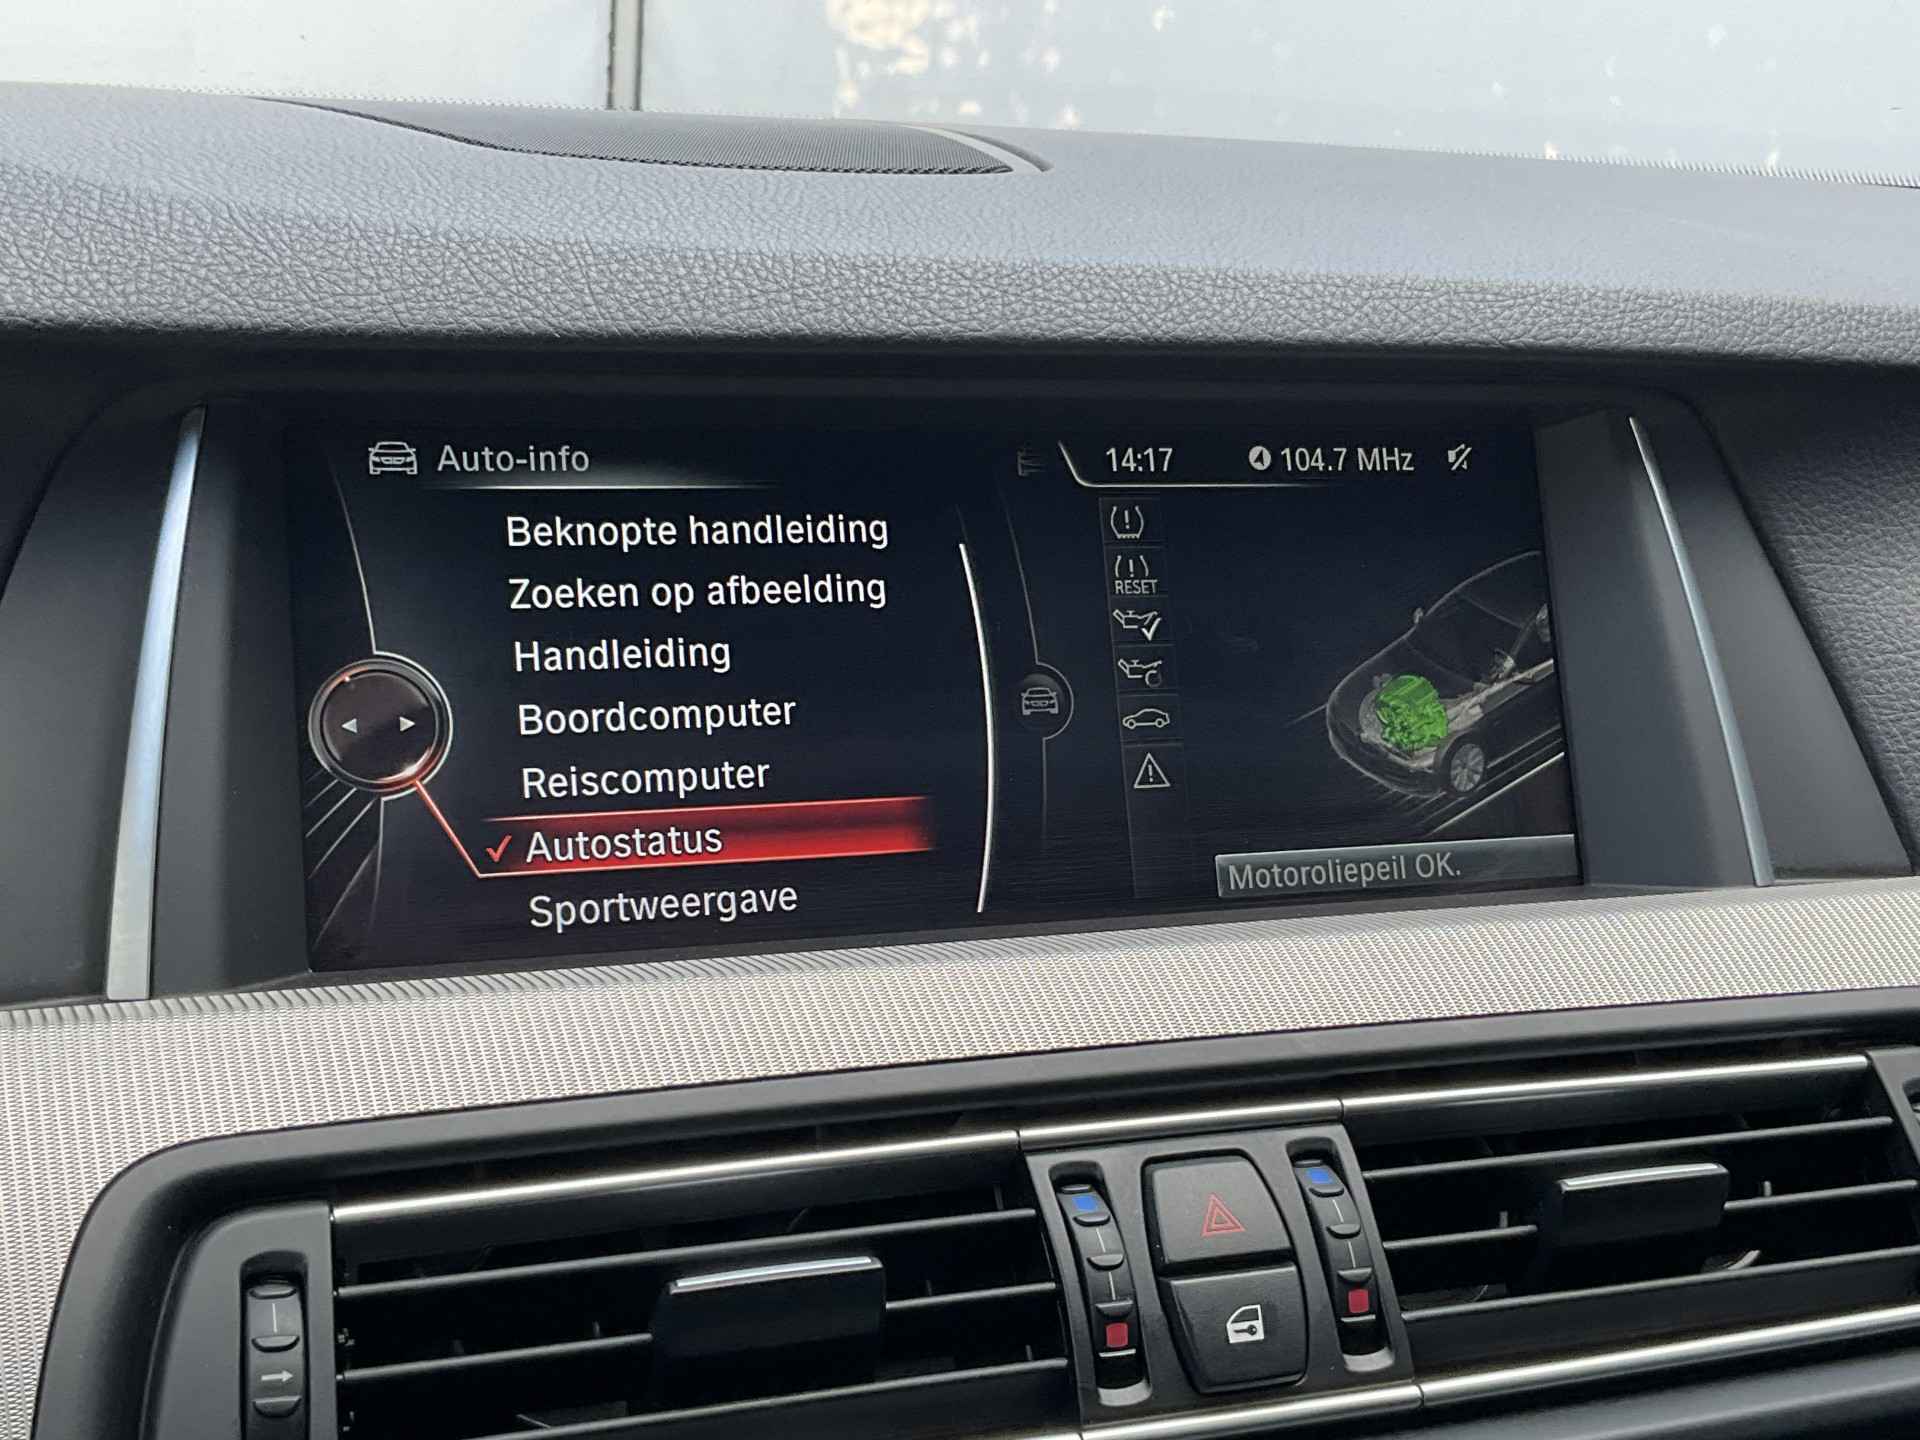 Auto-info
14:17
104.7 MHz
Beknopte handleiding
Zoeken op afbeelding
Handleiding
Boordcomputer
Reiscomputer
Autostatus
Sportweergave
RESET
Motoroliepeil OK.